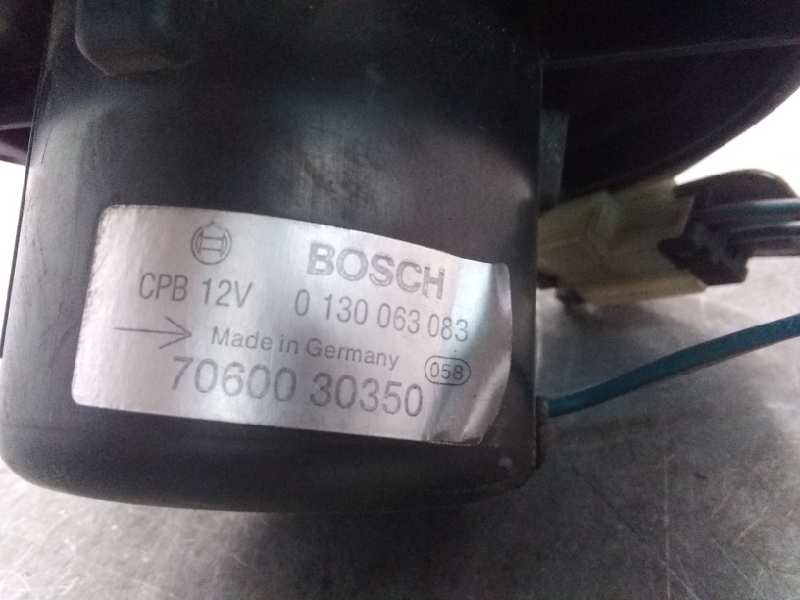 BOSCH
CPB 12V 0 130 063 083
Made in Germany
70600 30350 058